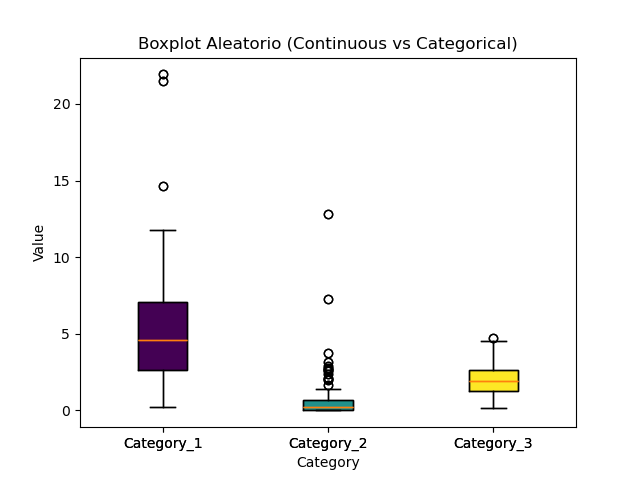 Boxplot Aleatorio (Continuous vs Categorical)
20
15
10
5
0
Value
Category_1 Category_2 Category_3
Category